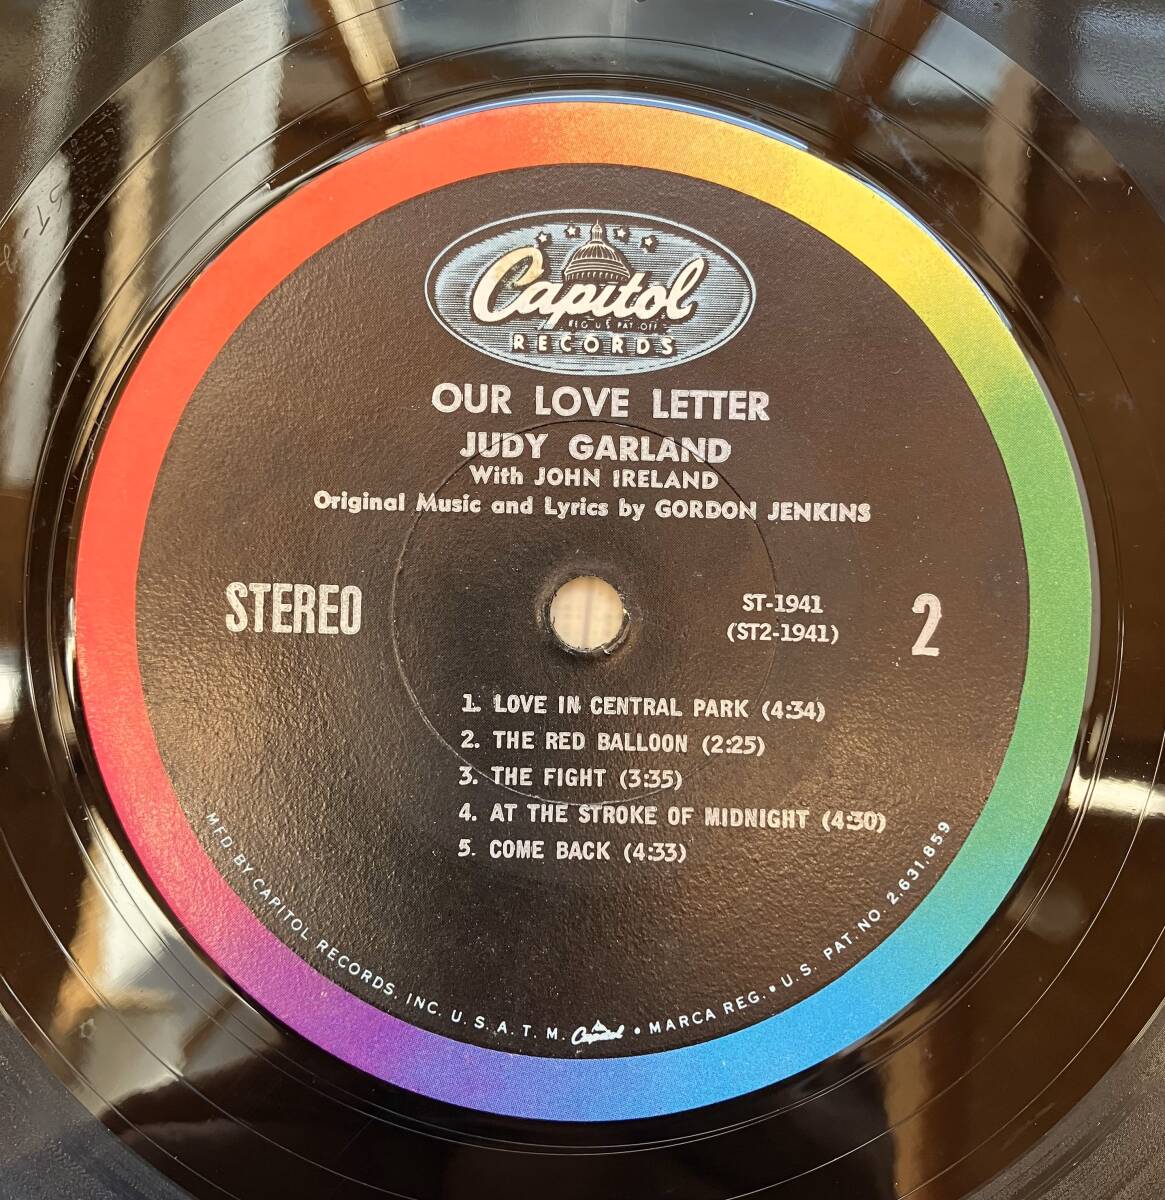 Capitol
REG U S PAT OFF
RECORDS
OUR LOVE LETTER
JUDY GARLAND
With JOHN IRELAND
Original Music and Lyrics by GORDON JENKINS
STEREO
ST-1941
(ST2-1941)
2
1. LOVE IN CENTRAL PARK (4:34)
2. THE RED BALLOON (2:25)
3. THE FIGHT (3:35)
4. AT THE STROKE OF MIDNIGHT (4:30)
5. COME BACK (4:33)
MFD BY CAPITOL RECORDS, INC. U.S.A. T.M. Capitol • MARCA REG. • U.S. PAT. NO. 2,631,859